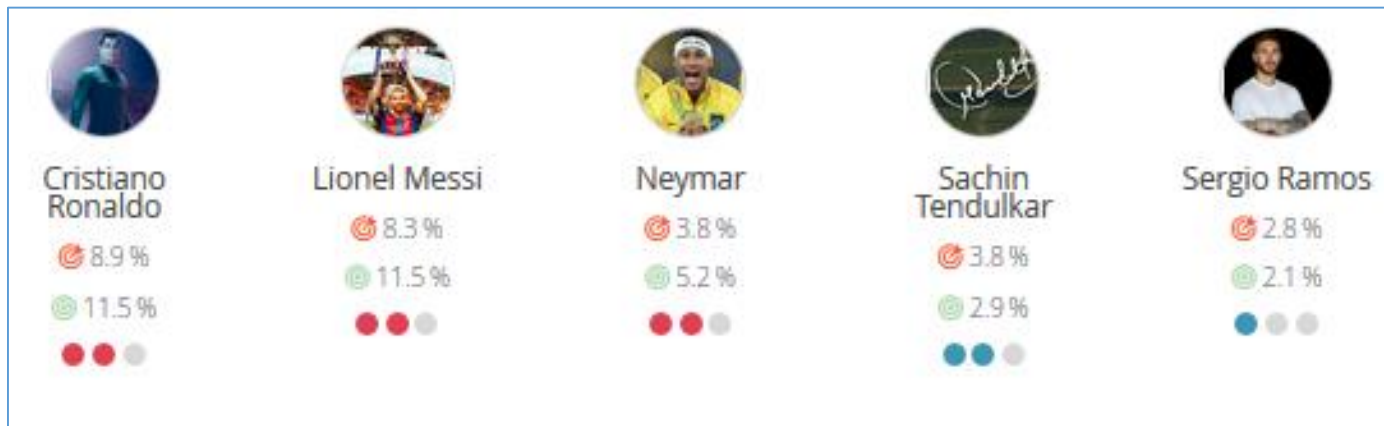 Cristiano
Ronaldo
8.9 %
11.5 %
Lionel Messi
8.3 %
11.5 %
Neymar
3.8 %
5.2 %
Sachin
Tendulkar
3.8 %
2.9 %
Sergio Ramos
2.8 %
2.1 %